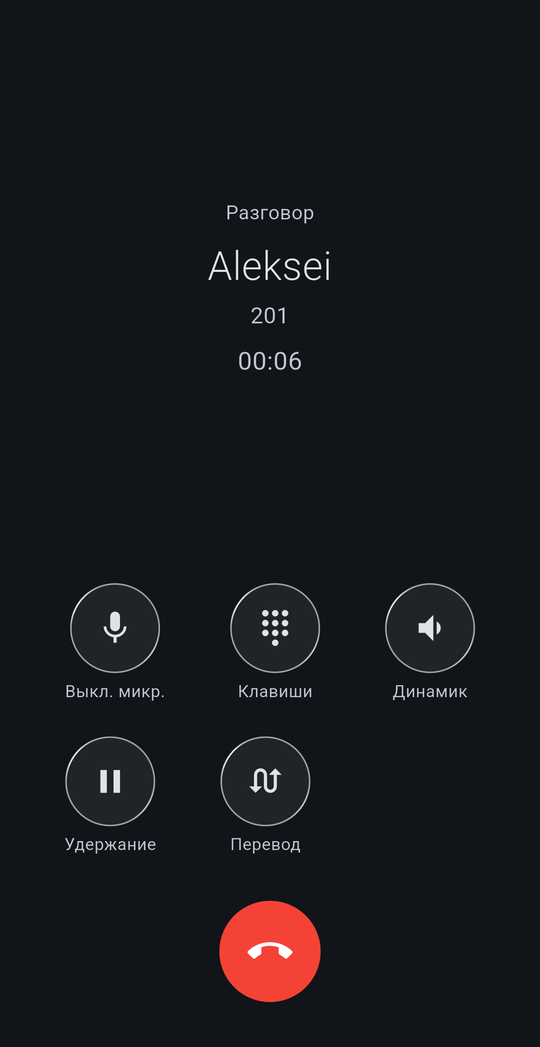 Разговор
Aleksei
201
00:06
Выкл. микр.
Клавиши
Динамик
Удержание
Перевод